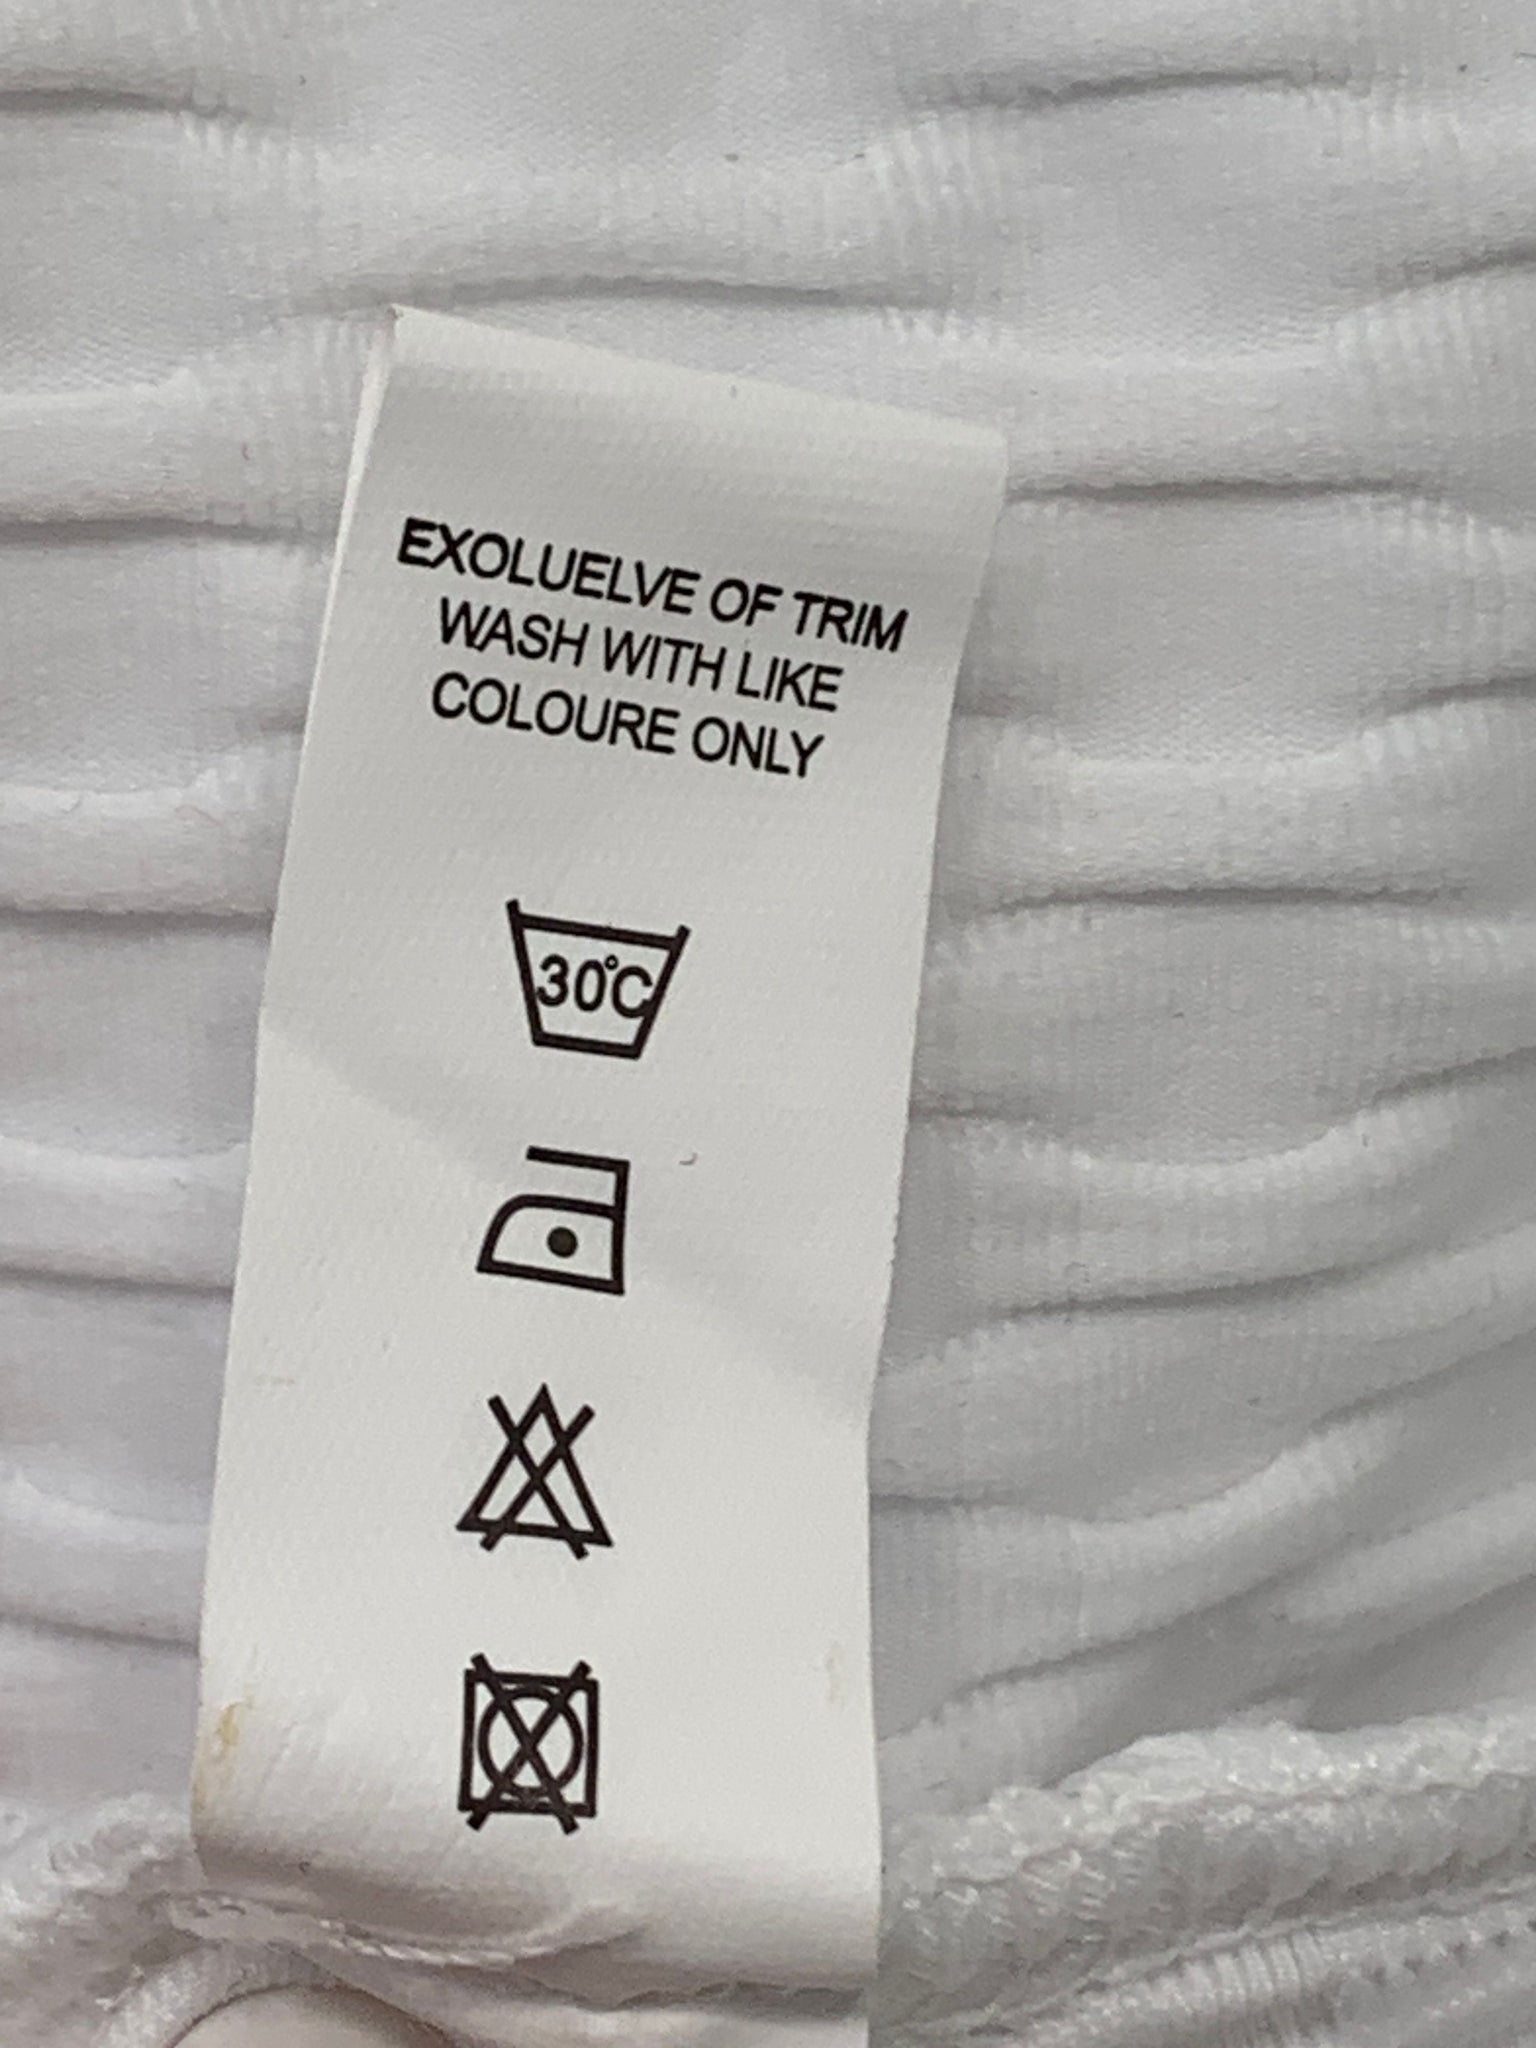 EXOLUELVE OF TRIM
WASH WITH LIKE
COLOURE ONLY
30°C